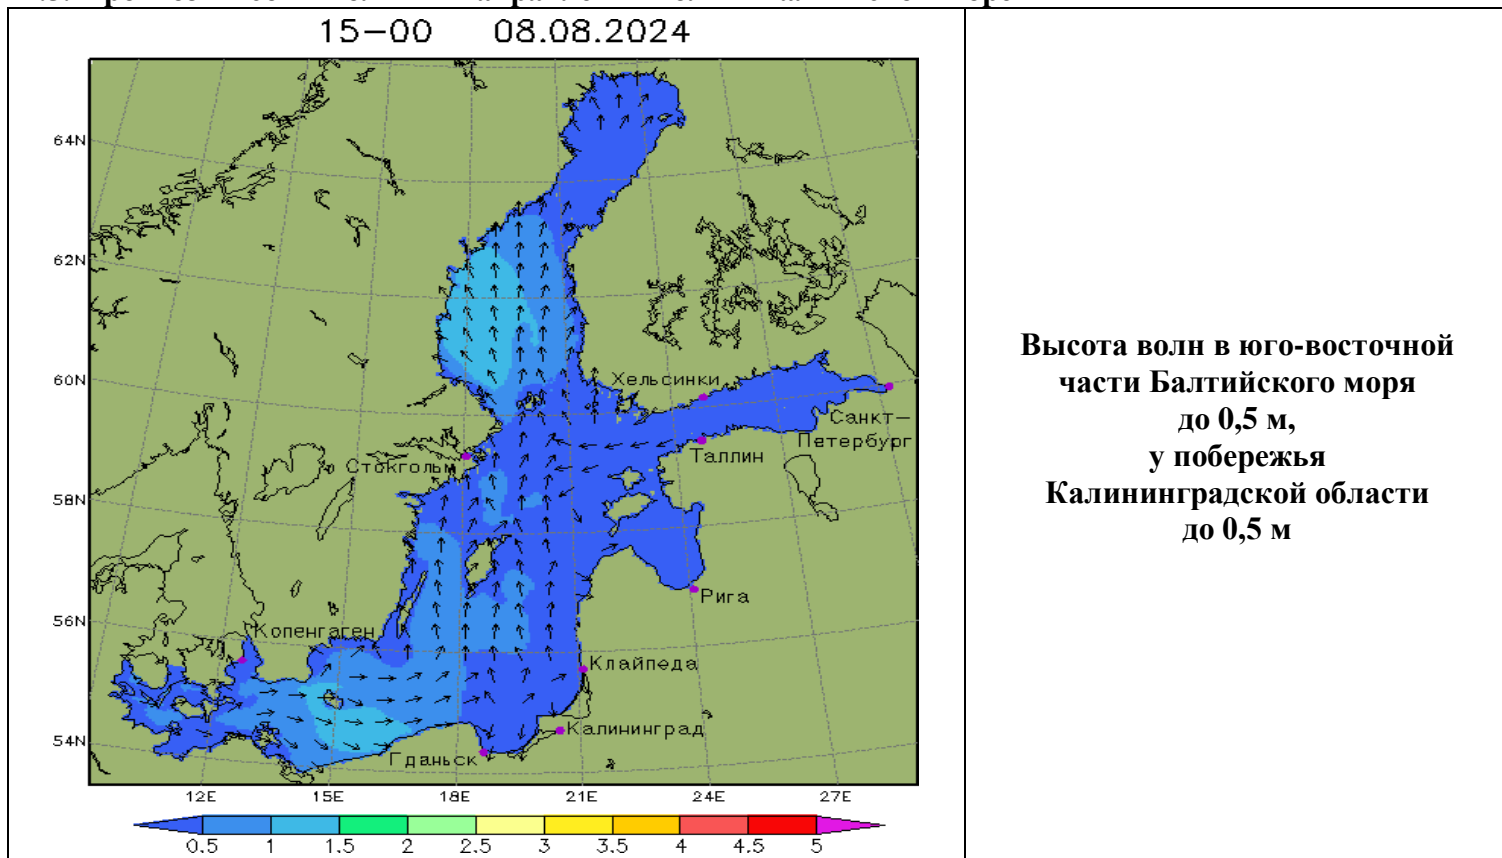 15-00 08.08.2024
64N
62N
60N
58N
56N
54N
Хельсинки
Санкт-
Петербург
Таллин
Стокгольм
Рига
Копенгаген
Клайпеда
Калининград
Гданьск
12E 15E 18E 21E 24E 27E
0,5 1 1,5 2 2,5 3 3,5 4 4,5 5
Высота волн в юго-восточной
части Балтийского моря
до 0,5 м,
у побережья
Калининградской области
до 0,5 м